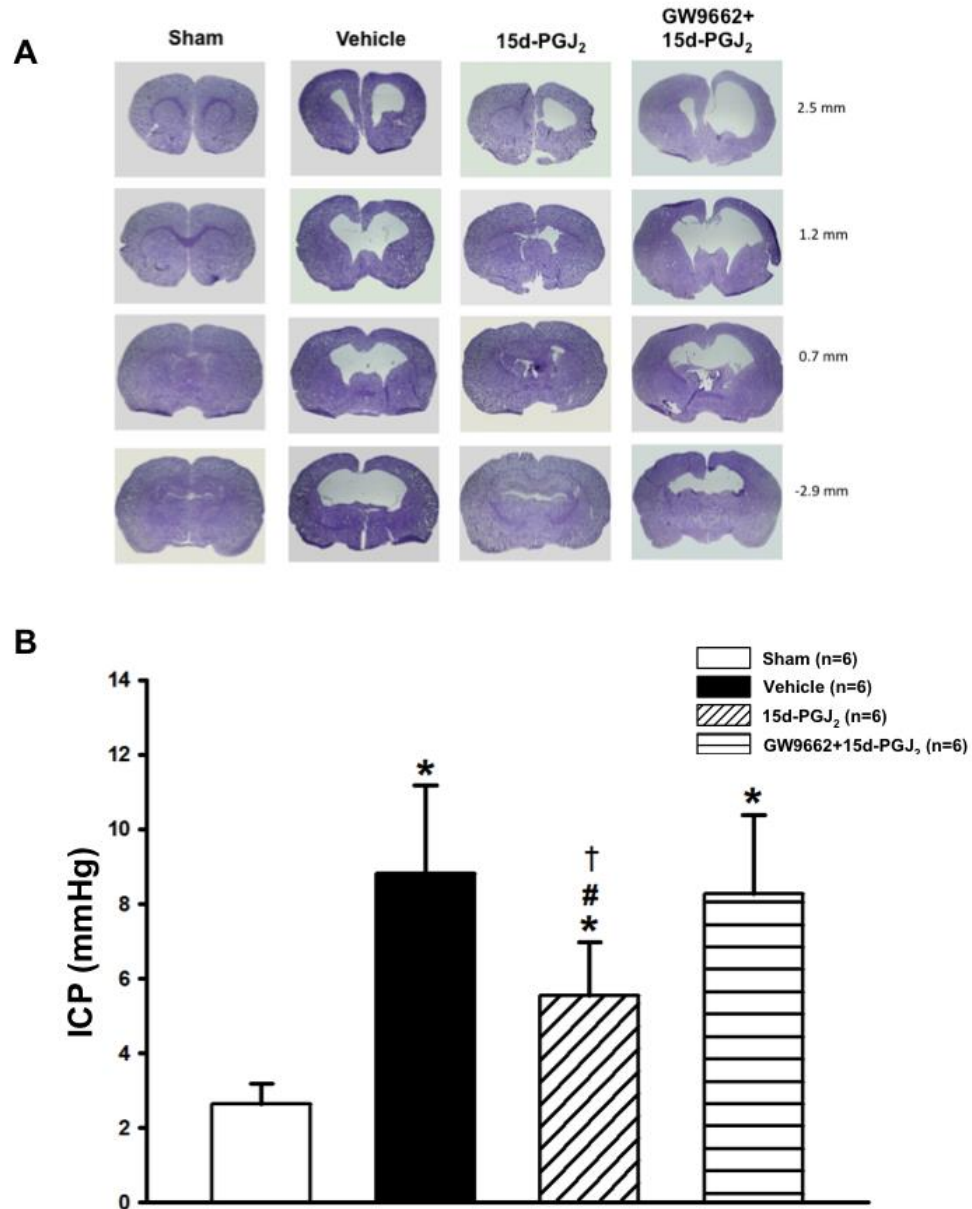 A
Sham
Vehicle
15d-PGJ₂
GW9662+
15d-PGJ₂
2.5 mm
1.2 mm
0.7 mm
-2.9 mm
B
Sham (n=6)
Vehicle (n=6)
15d-PGJ₂ (n=6)
GW9662+15d-PGJ₂ (n=6)
ICP (mmHg)
14
12
10
8
6
4
2
0
*
†
#
*
*